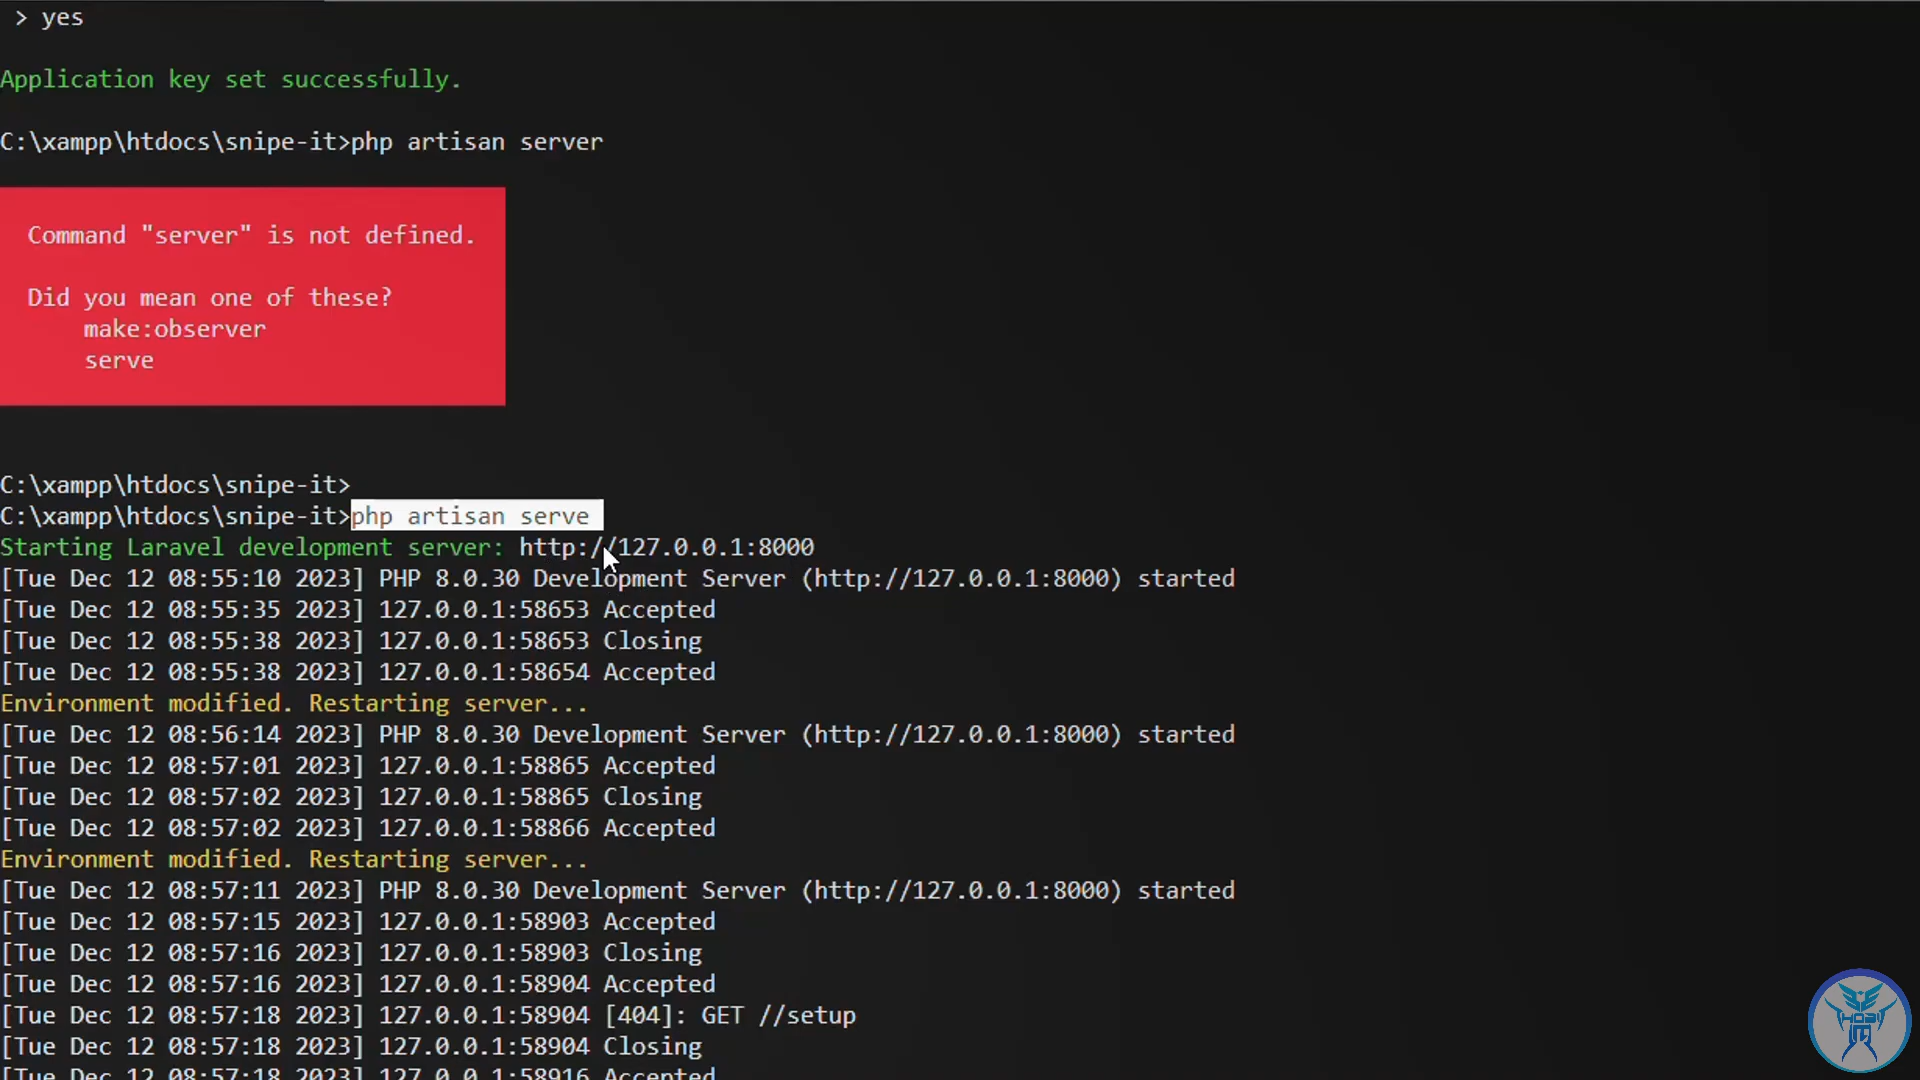 > yes
Application key set successfully.
C:\xampp\htdocs\snipe-it>php artisan server
Command "server" is not defined.
Did you mean one of these?
make:observer
serve
C:\xampp\htdocs\snipe-it>
C:\xampp\htdocs\snipe-it>php artisan serve
Starting Laravel development server: http://127.0.0.1:8000
[Tue Dec 12 08:55:10 2023] PHP 8.0.30 Development Server (http://127.0.0.1:8000) started
[Tue Dec 12 08:55:35 2023] 127.0.0.1:58653 Accepted
[Tue Dec 12 08:55:38 2023] 127.0.0.1:58653 Closing
[Tue Dec 12 08:55:38 2023] 127.0.0.1:58654 Accepted
Environment modified. Restarting server...
[Tue Dec 12 08:56:14 2023] PHP 8.0.30 Development Server (http://127.0.0.1:8000) started
[Tue Dec 12 08:57:01 2023] 127.0.0.1:58865 Accepted
[Tue Dec 12 08:57:02 2023] 127.0.0.1:58865 Closing
[Tue Dec 12 08:57:02 2023] 127.0.0.1:58866 Accepted
Environment modified. Restarting server...
[Tue Dec 12 08:57:11 2023] PHP 8.0.30 Development Server (http://127.0.0.1:8000) started
[Tue Dec 12 08:57:15 2023] 127.0.0.1:58903 Accepted
[Tue Dec 12 08:57:16 2023] 127.0.0.1:58903 Closing
[Tue Dec 12 08:57:16 2023] 127.0.0.1:58904 Accepted
[Tue Dec 12 08:57:18 2023] 127.0.0.1:58904 [404]: GET //setup
[Tue Dec 12 08:57:18 2023] 127.0.0.1:58904 Closing
[Tue Dec 12 08:57:18 2023] 127.0.0.1:58916 Accepted